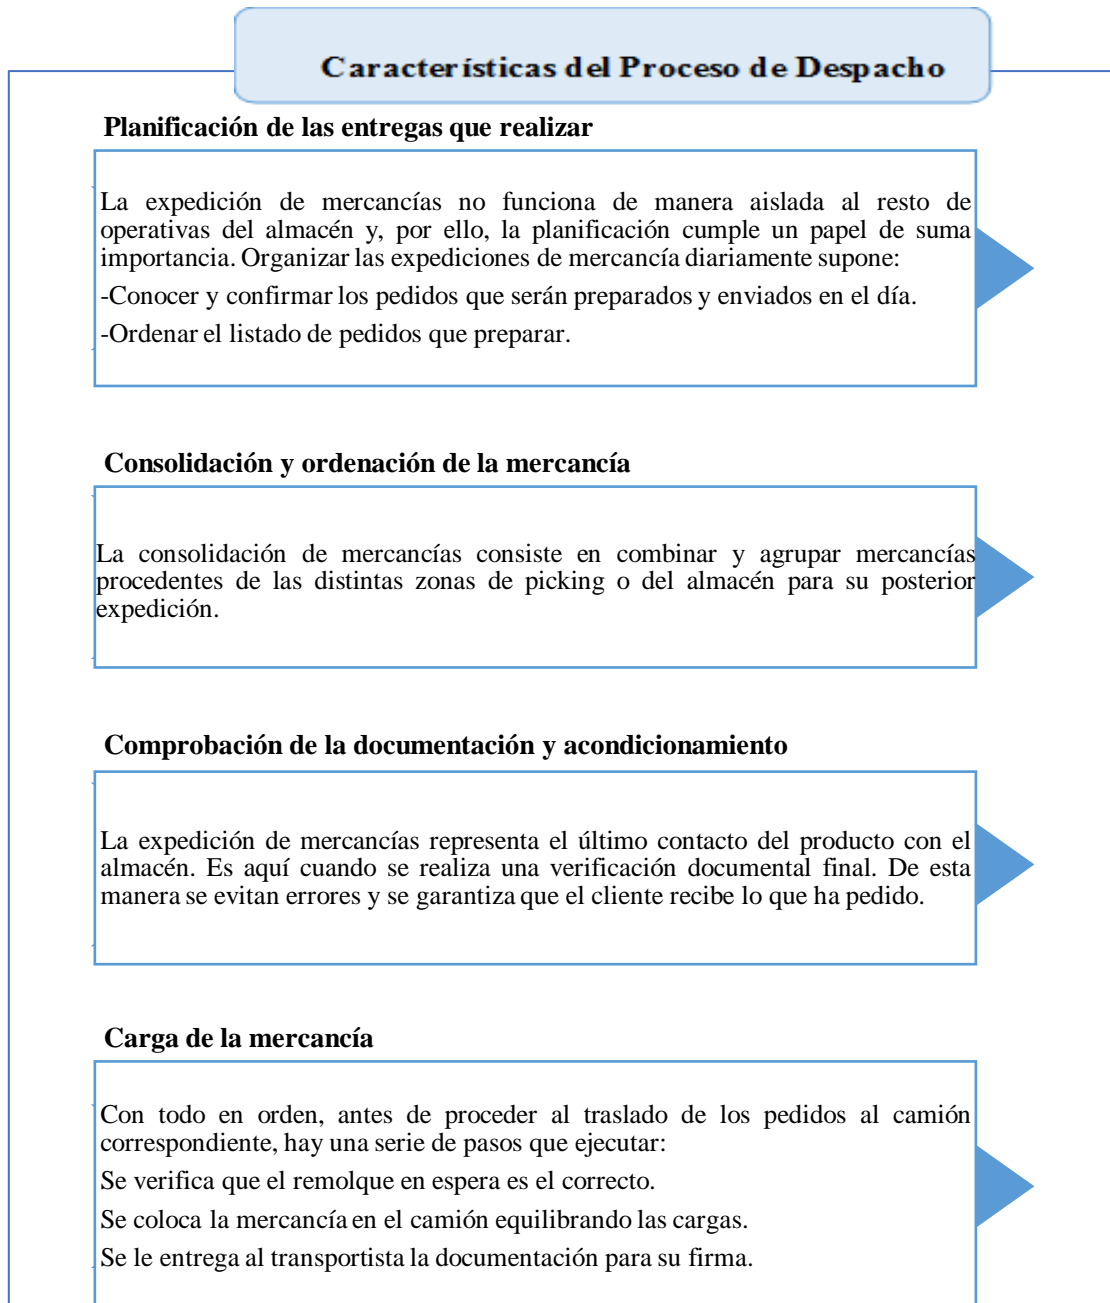 Características del Proceso de Despacho
Planificación de las entregas que realizar
La expedición de mercancías no funciona de manera aislada al resto de
operativas del almacén y, por ello, la planificación cumple un papel de suma
importancia. Organizar las expediciones de mercancía diariamente supone:
-Conocer y confirmar los pedidos que serán preparados y enviados en el día.
-Ordenar el listado de pedidos que preparar.
Consolidación y ordenación de la mercancía
La consolidación de mercancías consiste en combinar y agrupar mercancías
procedentes de las distintas zonas de picking o del almacén para su posterior
expedición.
Comprobación de la documentación y acondicionamiento
La expedición de mercancías representa el último contacto del producto con el
almacén. Es aquí cuando se realiza una verificación documental final. De esta
manera se evitan errores y se garantiza que el cliente recibe lo que ha pedido.
Carga de la mercancía
Con todo en orden, antes de proceder al traslado de los pedidos al camión
correspondiente, hay una serie de pasos que ejecutar:
Se verifica que el remolque en espera es el correcto.
Se coloca la mercancía en el camión equilibrando las cargas.
Se le entrega al transportista la documentación para su firma.